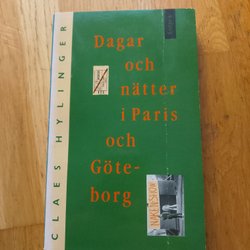 CLAES HYLINGER
Dagar
och
nätter
i Paris
och
Göte-
borg